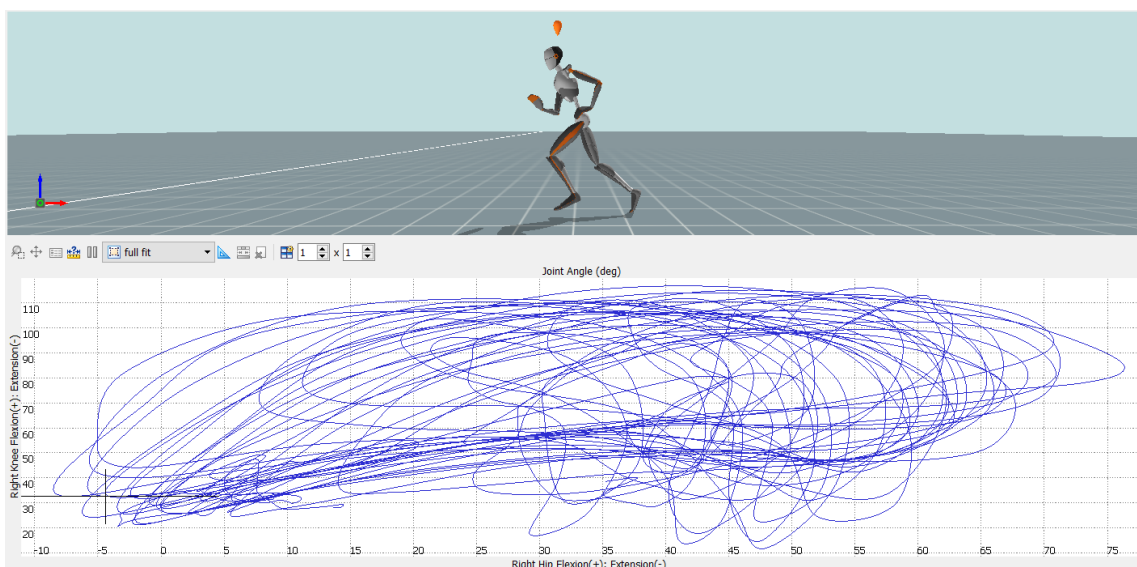 full fit
1 x 1
Joint Angle (deg)
Right Knee Flexion(+); Extension(-)
110
100
90
80
70
60
50
40
30
20
-10 -5 0 5 10 15 20 25 30 35 40 45 50 55 60 65 70 75
Right Hip Flexion(+); Extension(-)